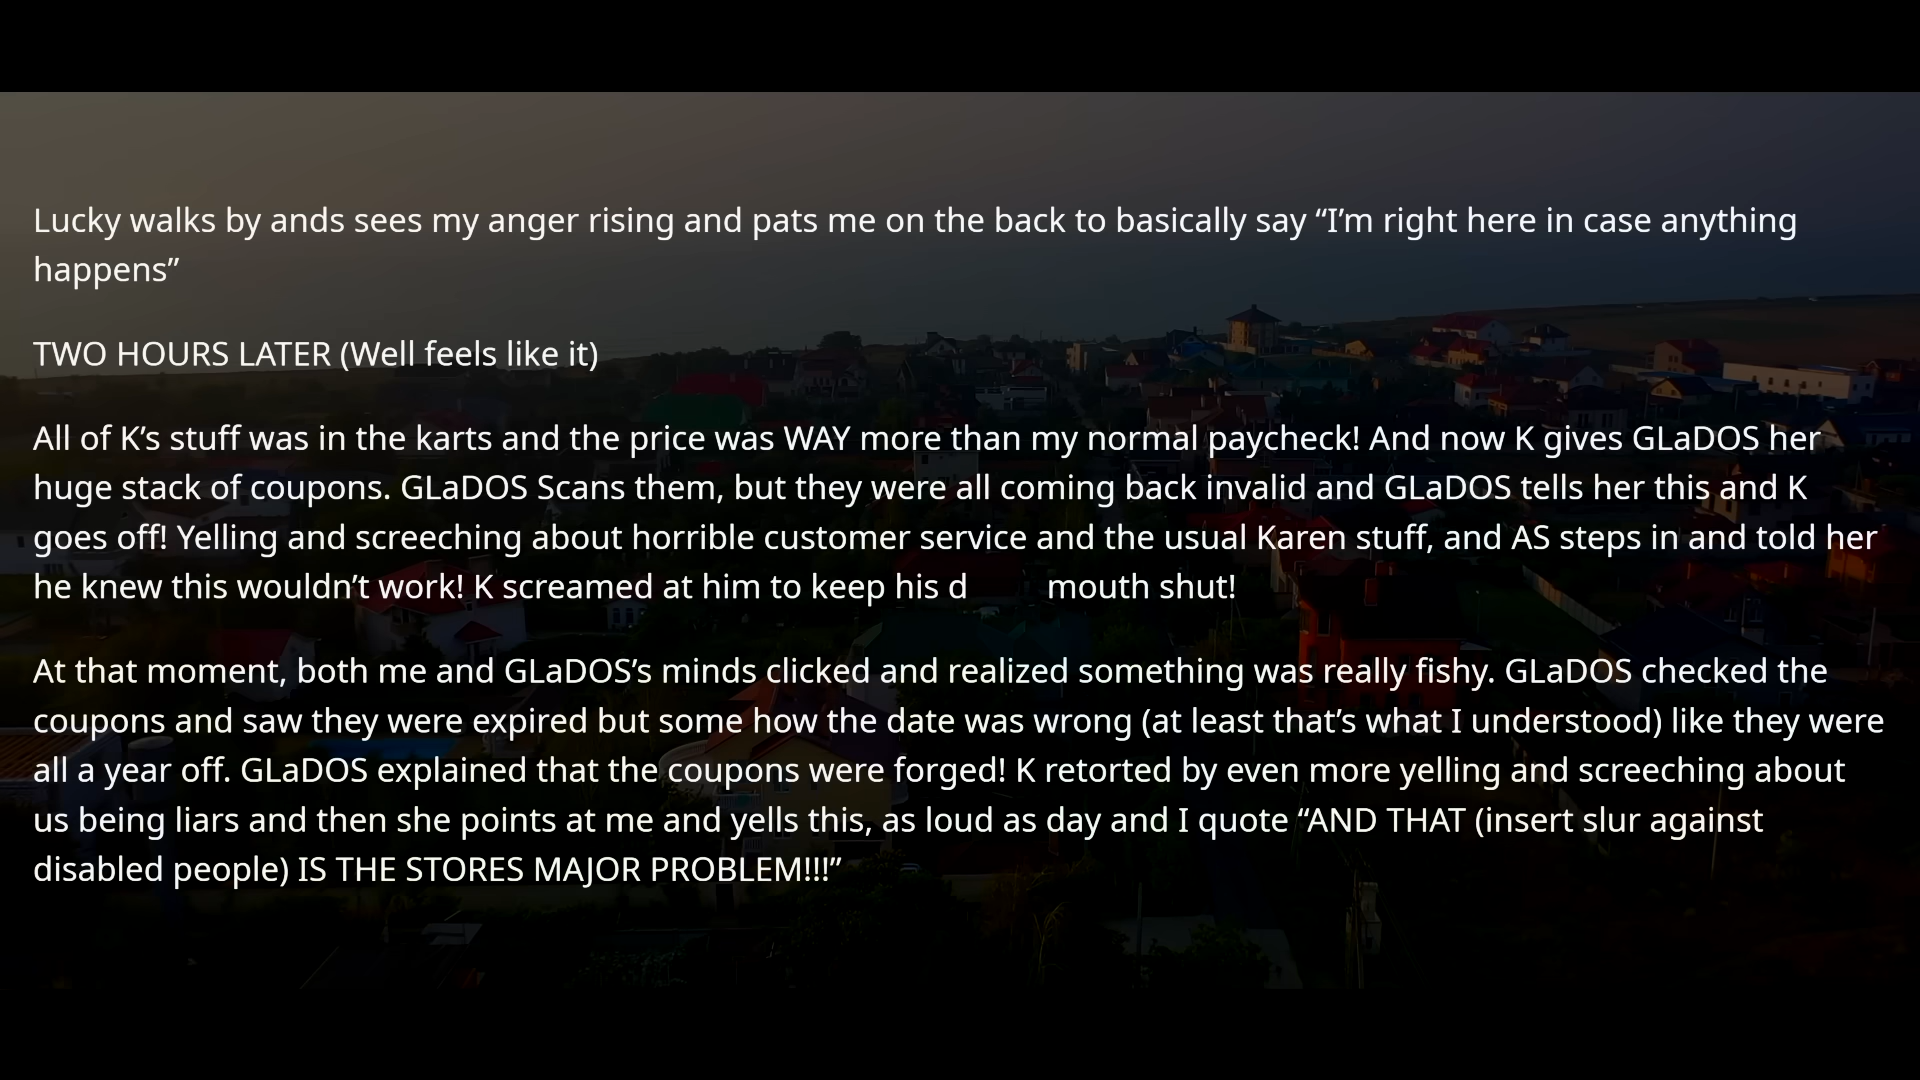 Lucky walks by ands sees my anger rising and pats me on the back to basically say “I’m right here in case anything
happens”
TWO HOURS LATER (Well feels like it)
All of K’s stuff was in the karts and the price was WAY more than my normal paycheck! And now K gives GLaDOS her
huge stack of coupons. GLaDOS Scans them, but they were all coming back invalid and GLaDOS tells her this and K
goes off! Yelling and screeching about horrible customer service and the usual Karen stuff, and AS steps in and told her
he knew this wouldn’t work! K screamed at him to keep his d mouth shut!
At that moment, both me and GLaDOS’s minds clicked and realized something was really fishy. GLaDOS checked the
coupons and saw they were expired but some how the date was wrong (at least that’s what I understood) like they were
all a year off. GLaDOS explained that the coupons were forged! K retorted by even more yelling and screeching about
us being liars and then she points at me and yells this, as loud as day and I quote “AND THAT (insert slur against
disabled people) IS THE STORES MAJOR PROBLEM!!!”